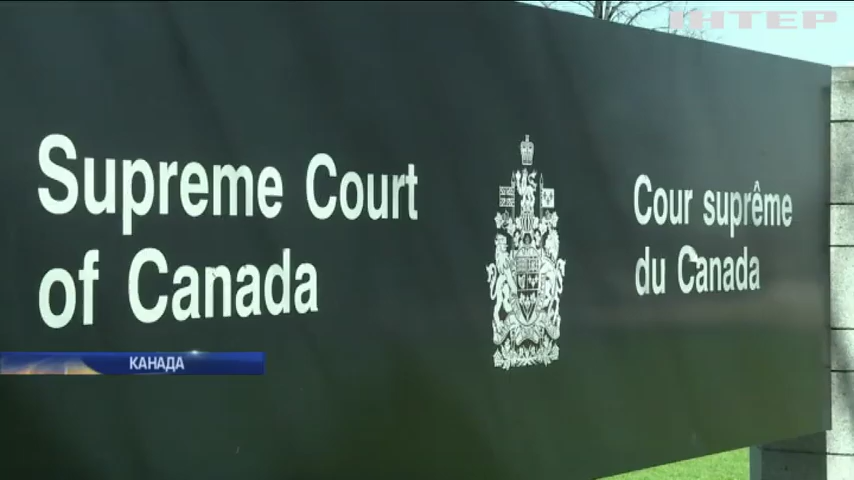 ІНТЕР
Supreme Court
of Canada
Cour suprême
du Canada
КАНАДА